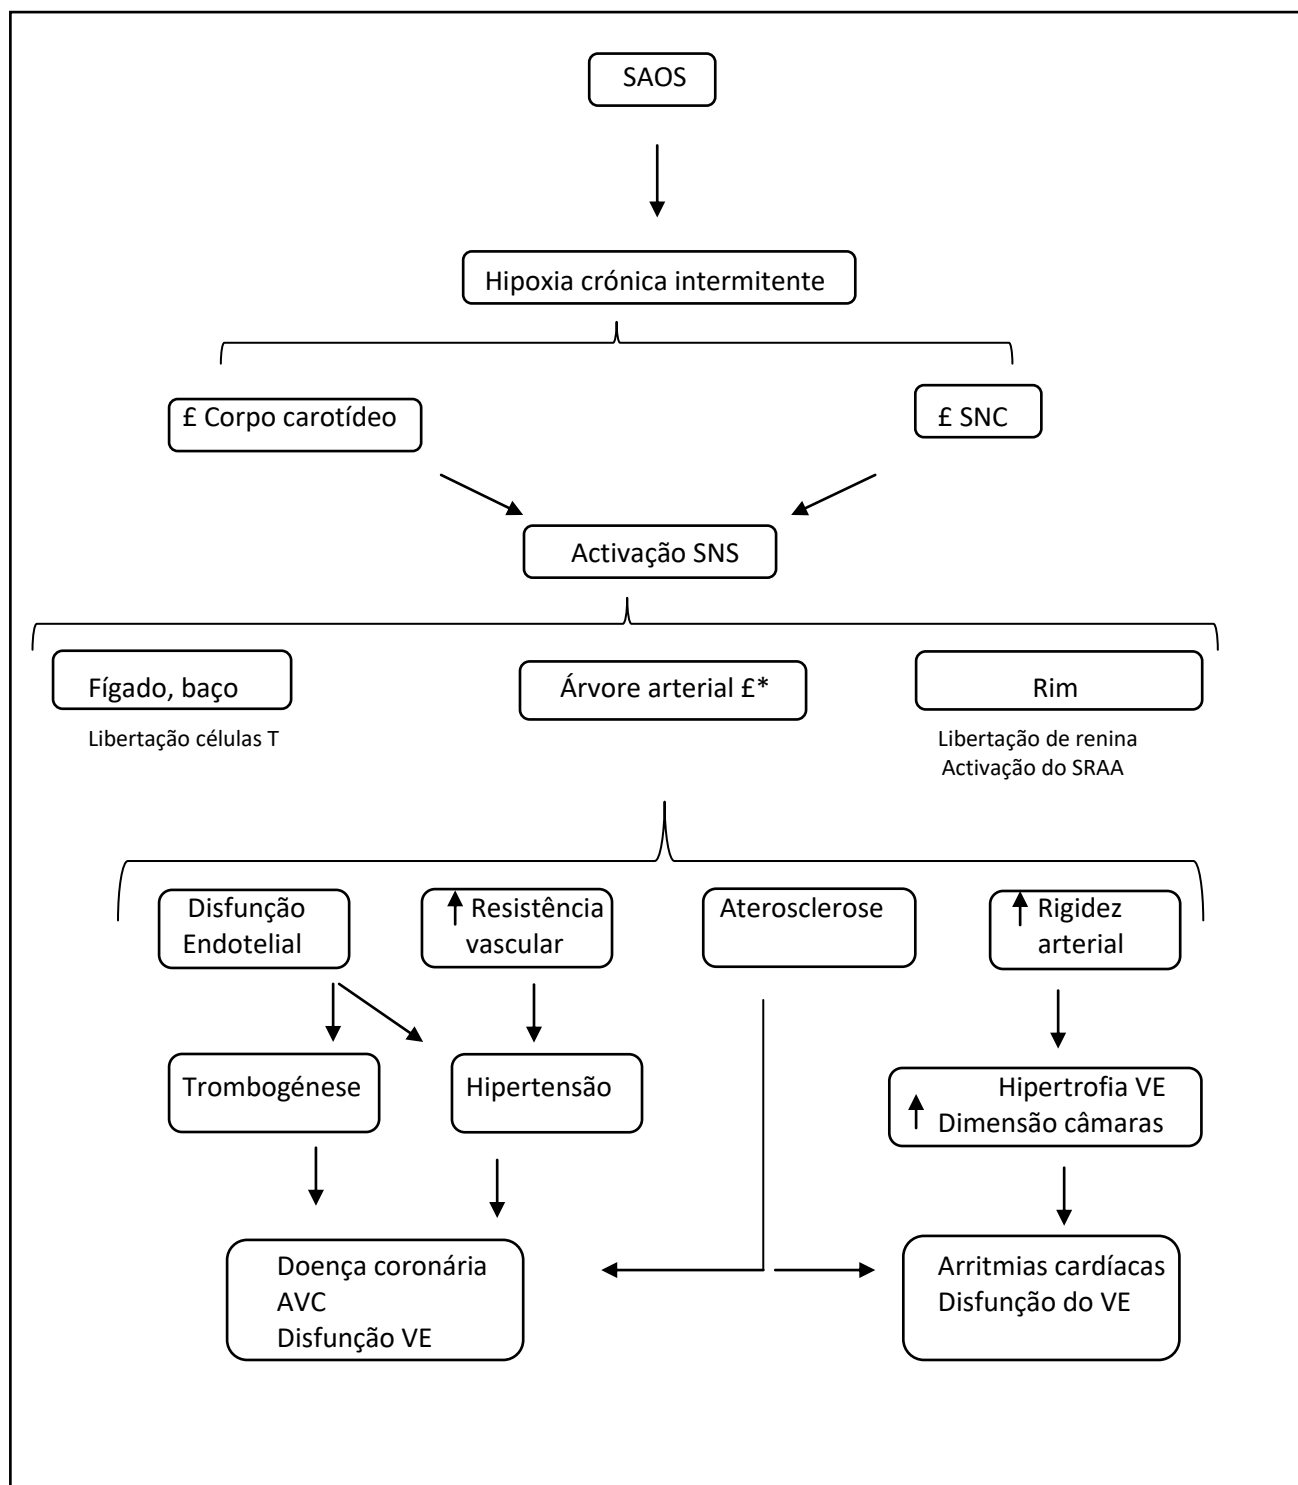 SAOS
Hipoxia crónica intermitente
£ Corpo carotídeo
£ SNC
Activação SNS
Fígado, baço
Árvore arterial £*
Rim
Libertação células T
Libertação de renina
Activação do SRAA
Disfunção
Endotelial
Resistência
vascular
Aterosclerose
Rigidez
arterial
Trombogénese
Hipertensão
Hipertrofia VE
Dimensão câmaras
Doença coronária
AVC
Disfunção VE
Arritmias cardíacas
Disfunção do VE